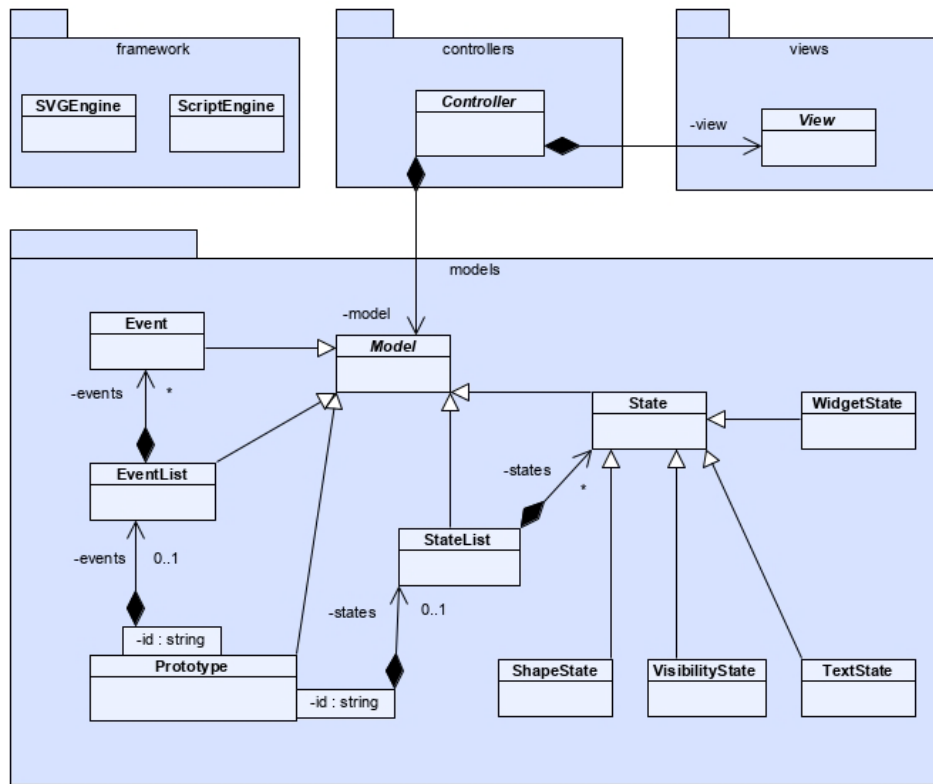 framework
controllers
views
SVGEngine
ScriptEngine
Controller
-view
View
models
-model
Event
Model
-events
*
State
WidgetState
EventList
-states
*
-events
0..1
StateList
-states
0..1
-id : string
Prototype
-id : string
ShapeState
VisibilityState
TextState